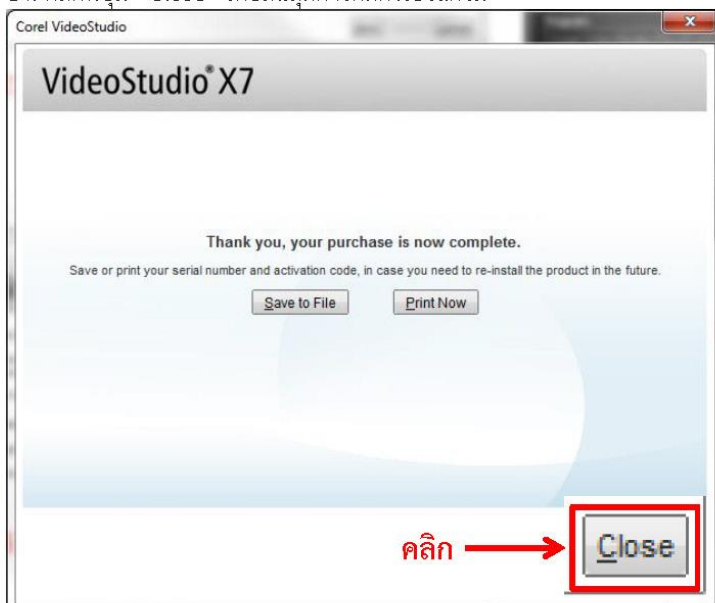 Corel VideoStudio
VideoStudio® X7
Thank you, your purchase is now complete.
Save or print your serial number and activation code, in case you need to re-install the product in the future.
Save to File Print Now
คลิก Close